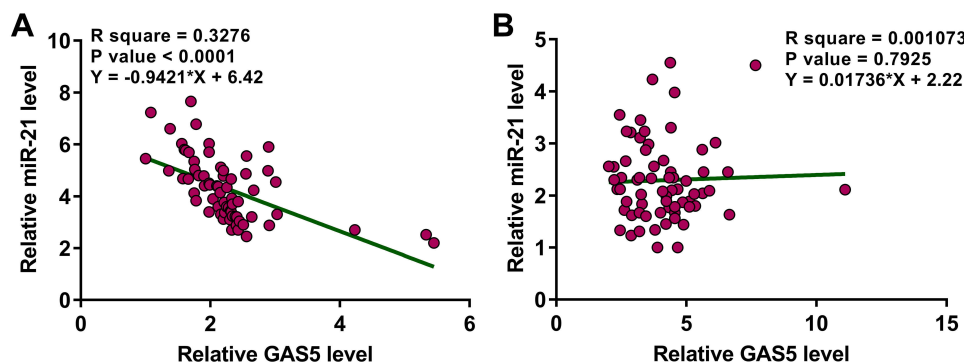 A
R square = 0.3276
P value < 0.0001
Y = -0.9421*X + 6.42
Relative miR-21 level
10
8
6
4
2
0
0 2 4 6
Relative GAS5 level
B
R square = 0.001073
P value = 0.7925
Y = 0.01736*X + 2.22
Relative miR-21 level
5
4
3
2
1
0
0 5 10 15
Relative GAS5 level